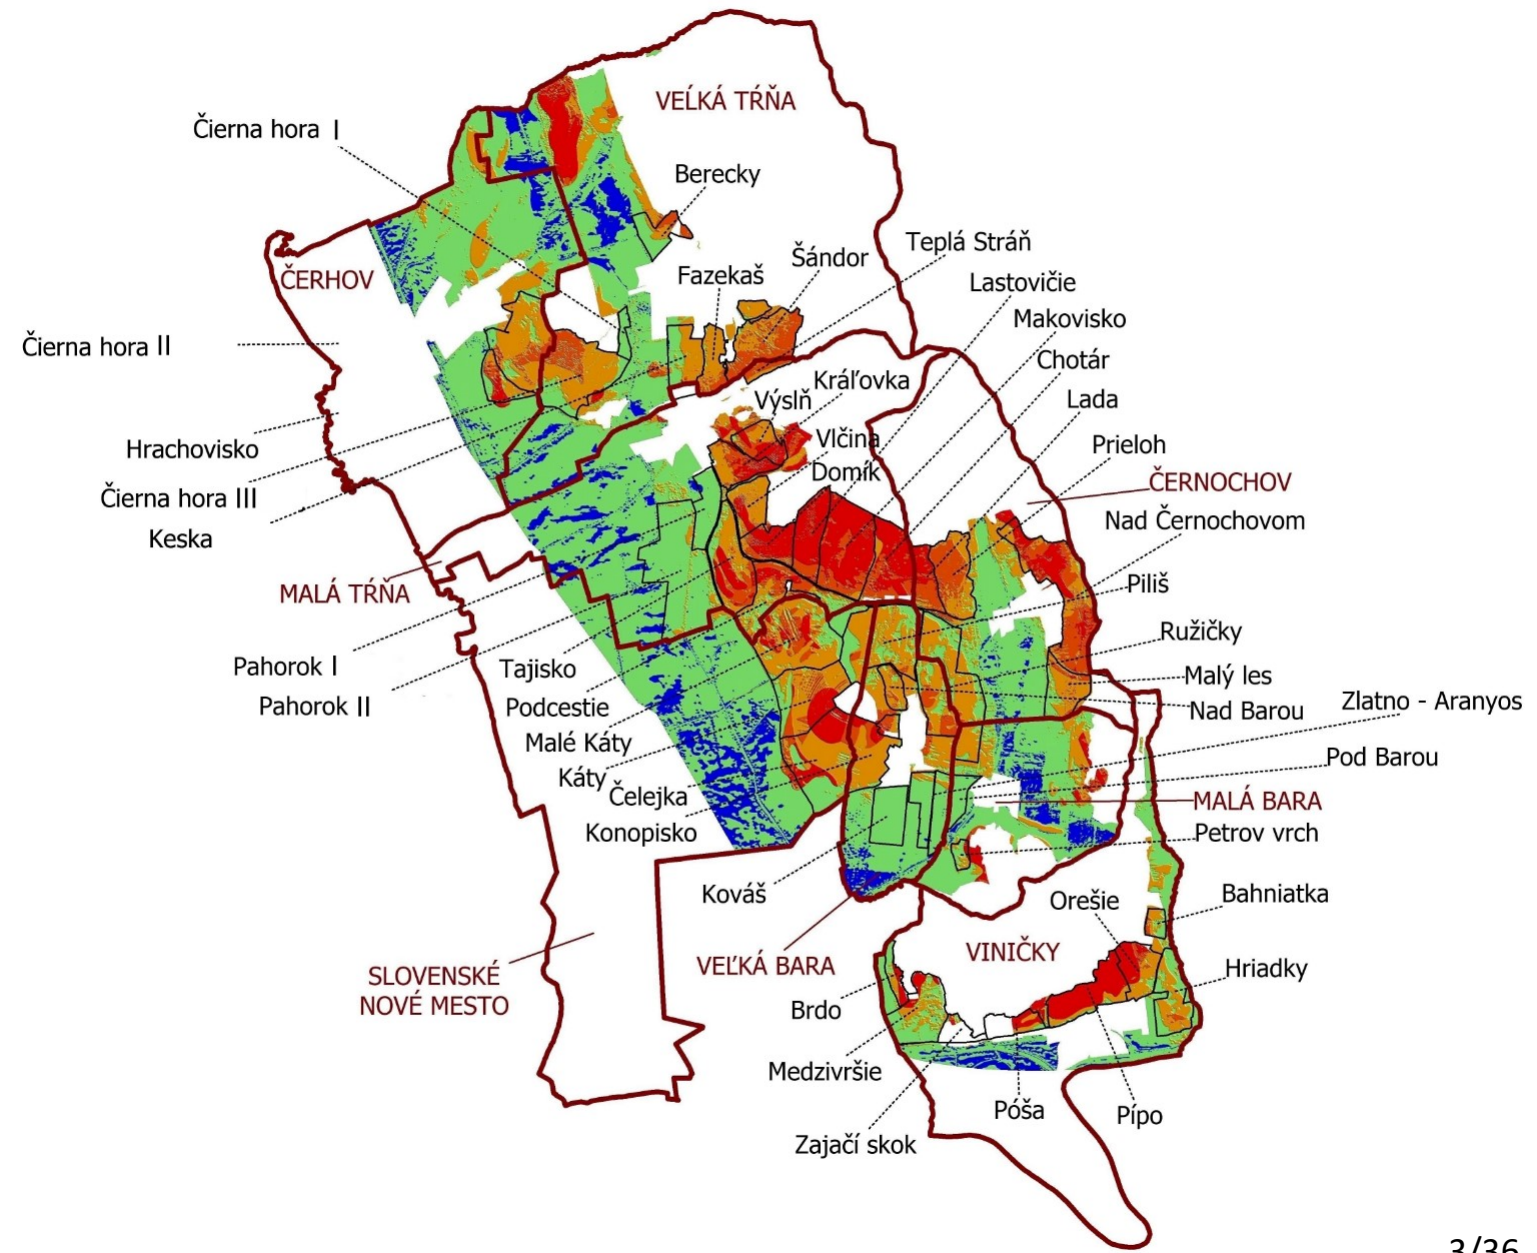 VEĹKÁ TŔŇA
Čierna hora I
Berecky
Teplá Stráň
Šándor
Fazekaš
ČERHOV
Lastovičie
Makovisko
Čierna hora II
Chotár
Kráľovka
Výslň
Lada
Vlčina
Prieloh
Hrachovisko
Domík
ČERNOCHOV
Čierna hora III
Nad Černochovom
Keska
Piliš
MALÁ TŔŇA
Ružičky
Pahorok I
Tajisko
Malý les
Pahorok II
Podcestie
Nad Barou
Zlatno - Aranyos
Malé Káty
Pod Barou
Káty
Čelejka
MALÁ BARA
Konopisko
Petrov vrch
Kováš
Orešie
Bahniatka
VINIČKY
VEĽKÁ BARA
Hriadky
SLOVENSKÉ
NOVÉ MESTO
Brdo
Medzivršie
Póša
Pípo
Zajačí skok
3/36